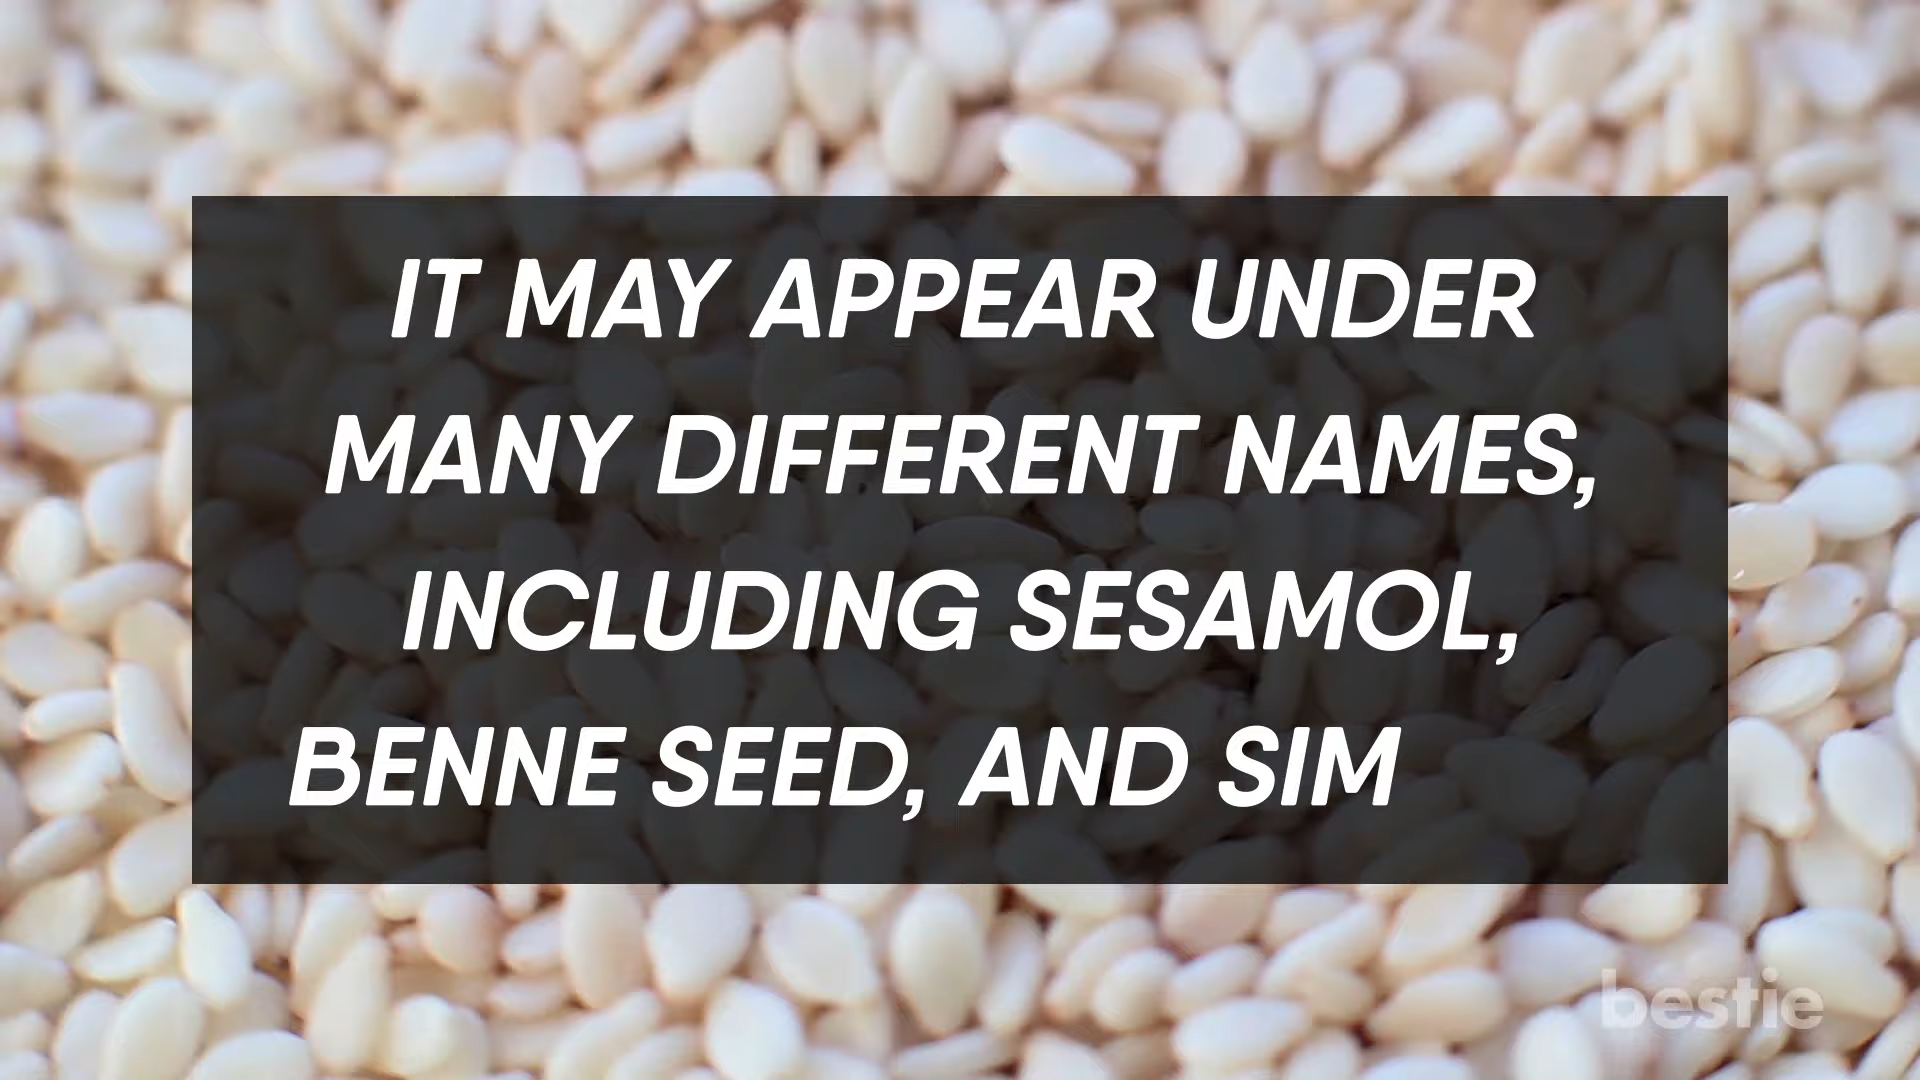 IT MAY APPEAR UNDER
MANY DIFFERENT NAMES,
INCLUDING SESAMOL,
BENNE SEED, AND SIM
bestie